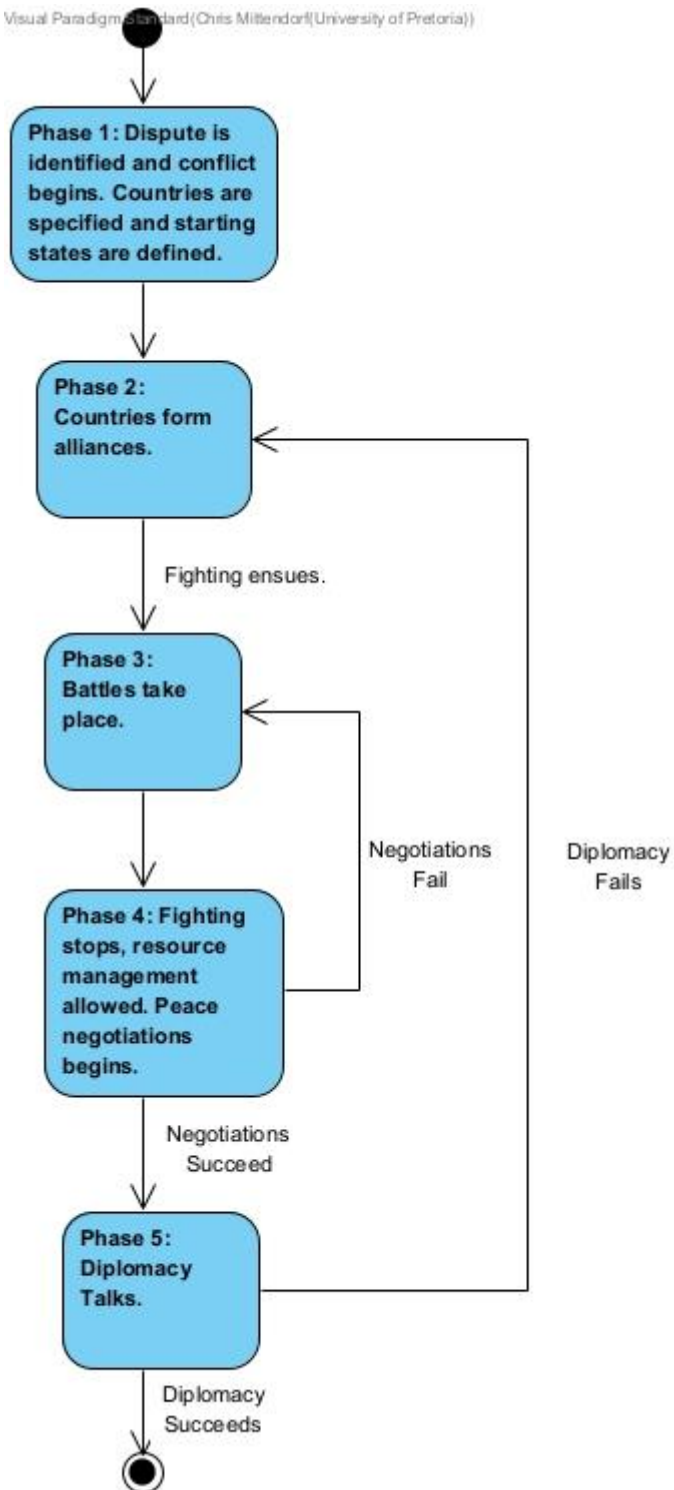 Visual Paradigm Standard(Chris Mittendorf(University of Pretoria))
Phase 1: Dispute is
identified and conflict
begins. Countries are
specified and starting
states are defined.
Phase 2:
Countries form
alliances.
Fighting ensues.
Phase 3:
Battles take
place.
Negotiations
Fail
Diplomacy
Fails
Phase 4: Fighting
stops, resource
management
allowed. Peace
negotiations
begins.
Negotiations
Succeed
Phase 5:
Diplomacy
Talks.
Diplomacy
Succeeds